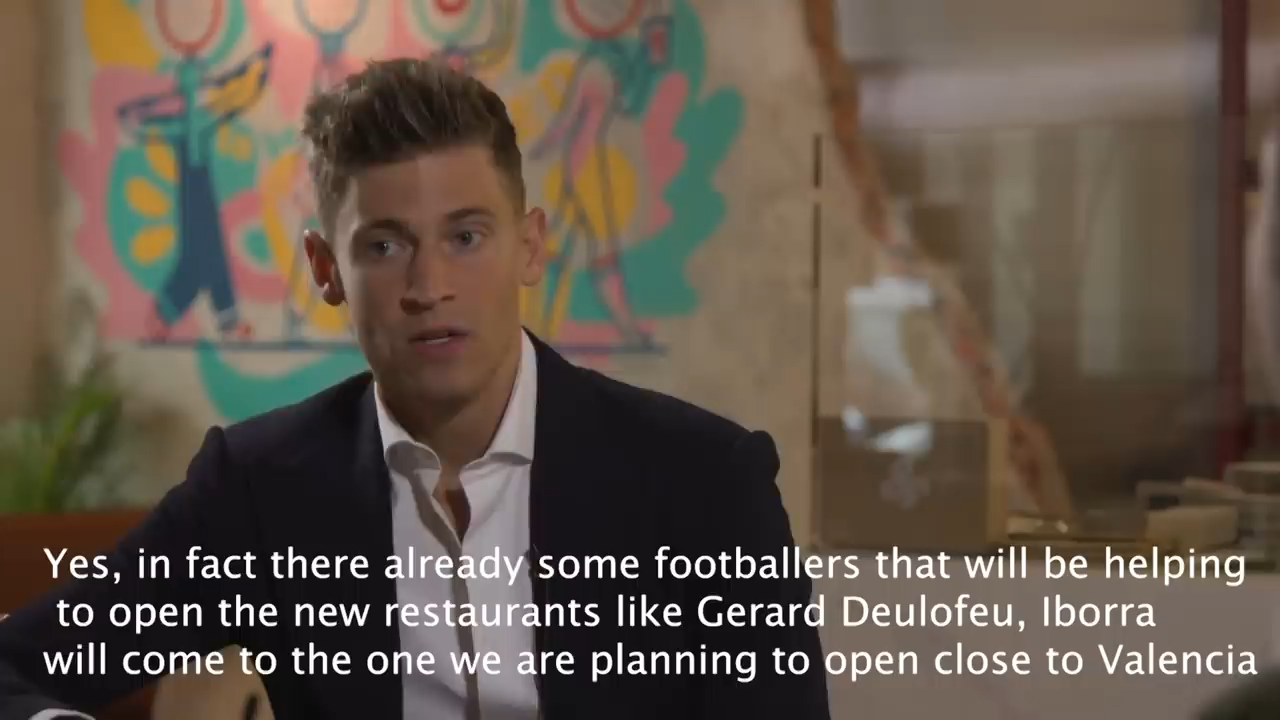 Yes, in fact there already some footballers that will be helping
to open the new restaurants like Gerard Deulofeu, Iborra
will come to the one we are planning to open close to Valencia